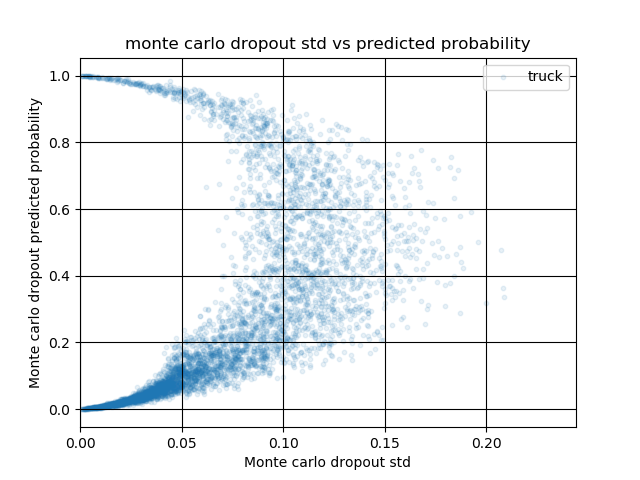 monte carlo dropout std vs predicted probability
truck
Monte carlo dropout predicted probability
1.0
0.8
0.6
0.4
0.2
0.0
0.00 0.05 0.10 0.15 0.20
Monte carlo dropout std